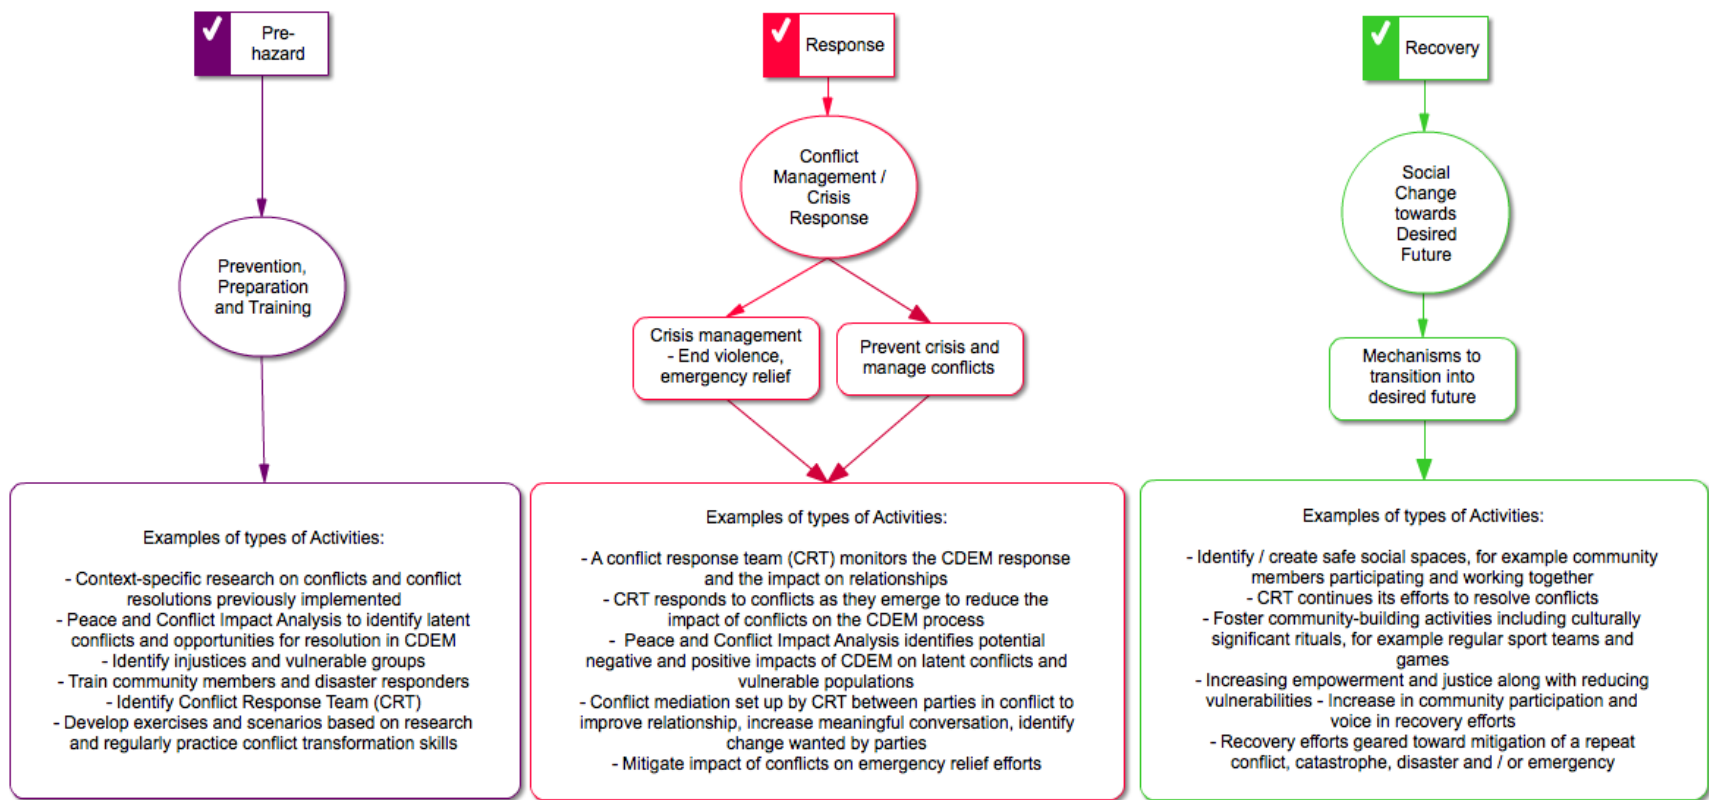 Pre-
hazard
Prevention,
Preparation
and Training
Examples of types of Activities:
- Context-specific research on conflicts and conflict
resolutions previously implemented
- Peace and Conflict Impact Analysis to identify latent
conflicts and opportunities for resolution in CDEM
- Identify injustices and vulnerable groups
- Train community members and disaster responders
- Identify Conflict Response Team (CRT)
- Develop exercises and scenarios based on research
and regularly practice conflict transformation skills
Response
Conflict
Management /
Crisis
Response
Crisis management
- End violence,
emergency relief
Prevent crisis and
manage conflicts
Examples of types of Activities:
- A conflict response team (CRT) monitors the CDEM response
and the impact on relationships
- CRT responds to conflicts as they emerge to reduce the
impact of conflicts on the CDEM process
- Peace and Conflict Impact Analysis identifies potential
negative and positive impacts of CDEM on latent conflicts and
vulnerable populations
- Conflict mediation set up by CRT between parties in conflict to
improve relationship, increase meaningful conversation, identify
change wanted by parties
- Mitigate impact of conflicts on emergency relief efforts
Recovery
Social
Change
towards
Desired
Future
Mechanisms to
transition into
desired future
Examples of types of Activities:
- Identify / create safe social spaces, for example community
members participating and working together
- CRT continues its efforts to resolve conflicts
- Foster community-building activities including culturally
significant rituals, for example regular sport teams and
games
- Increasing empowerment and justice along with reducing
vulnerabilities - Increase in community participation and
voice in recovery efforts
- Recovery efforts geared toward mitigation of a repeat
conflict, catastrophe, disaster and / or emergency